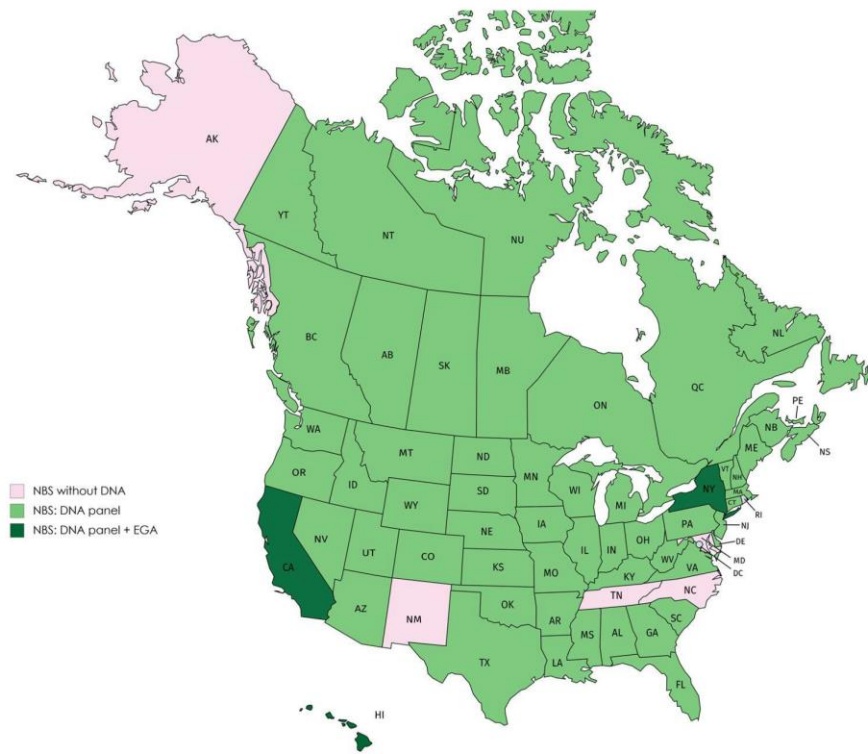 AK
YT
NT
NU
BC
AB
SK
MB
ON
QC
NL
PE
NB
NS
WA
MT
ND
MN
ME
VT
NH
OR
ID
SD
WI
MI
NY
MA
CT
RI
WY
IA
PA
NJ
NE
NV
UT
CO
IL
IN
OH
DE
MD
DC
CA
KS
MO
WV
VA
KY
AZ
NM
OK
AR
TN
NC
SC
TX
MS
AL
GA
LA
FL
HI
NBS without DNA
NBS: DNA panel
NBS: DNA panel + EGA